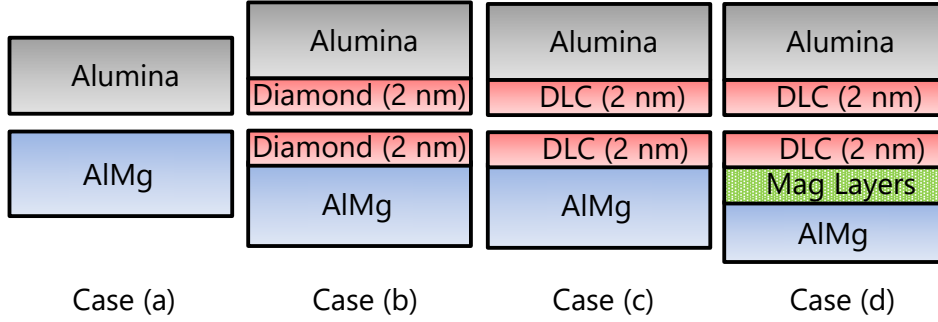 Alumina
AlMg
Case (a)
Alumina
Diamond (2 nm)
Diamond (2 nm)
AlMg
Case (b)
Alumina
DLC (2 nm)
DLC (2 nm)
AlMg
Case (c)
Alumina
DLC (2 nm)
DLC (2 nm)
Mag Layers
AlMg
Case (d)